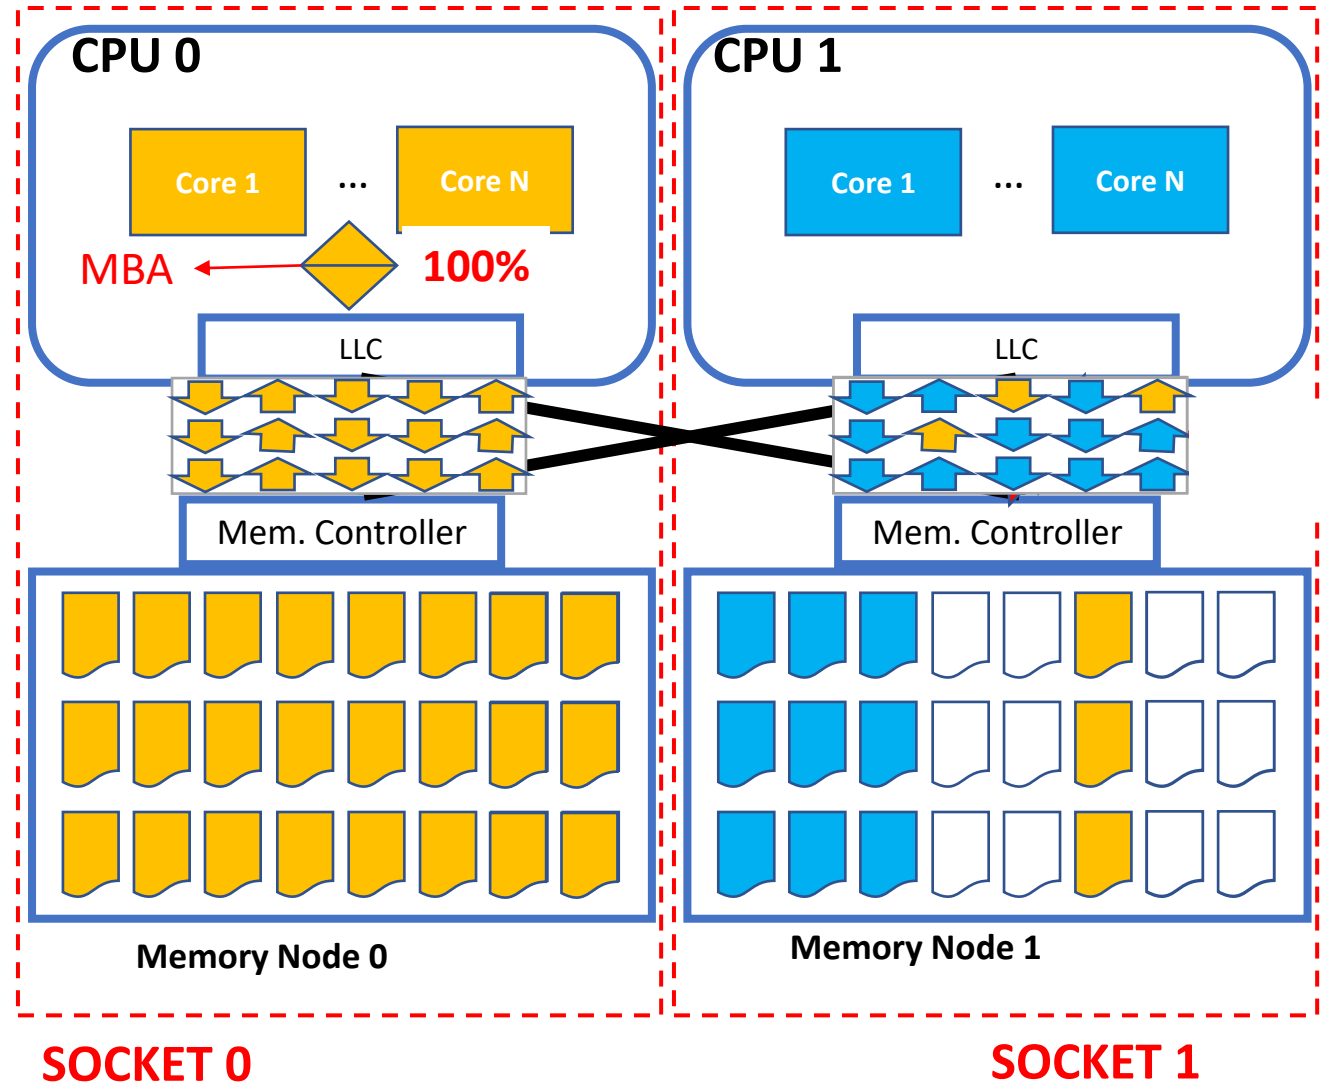 CPU 0
Core 1
...
Core N
MBA
100%
LLC
Mem. Controller
Memory Node 0
SOCKET 0
CPU 1
Core 1
...
Core N
LLC
Mem. Controller
Memory Node 1
SOCKET 1